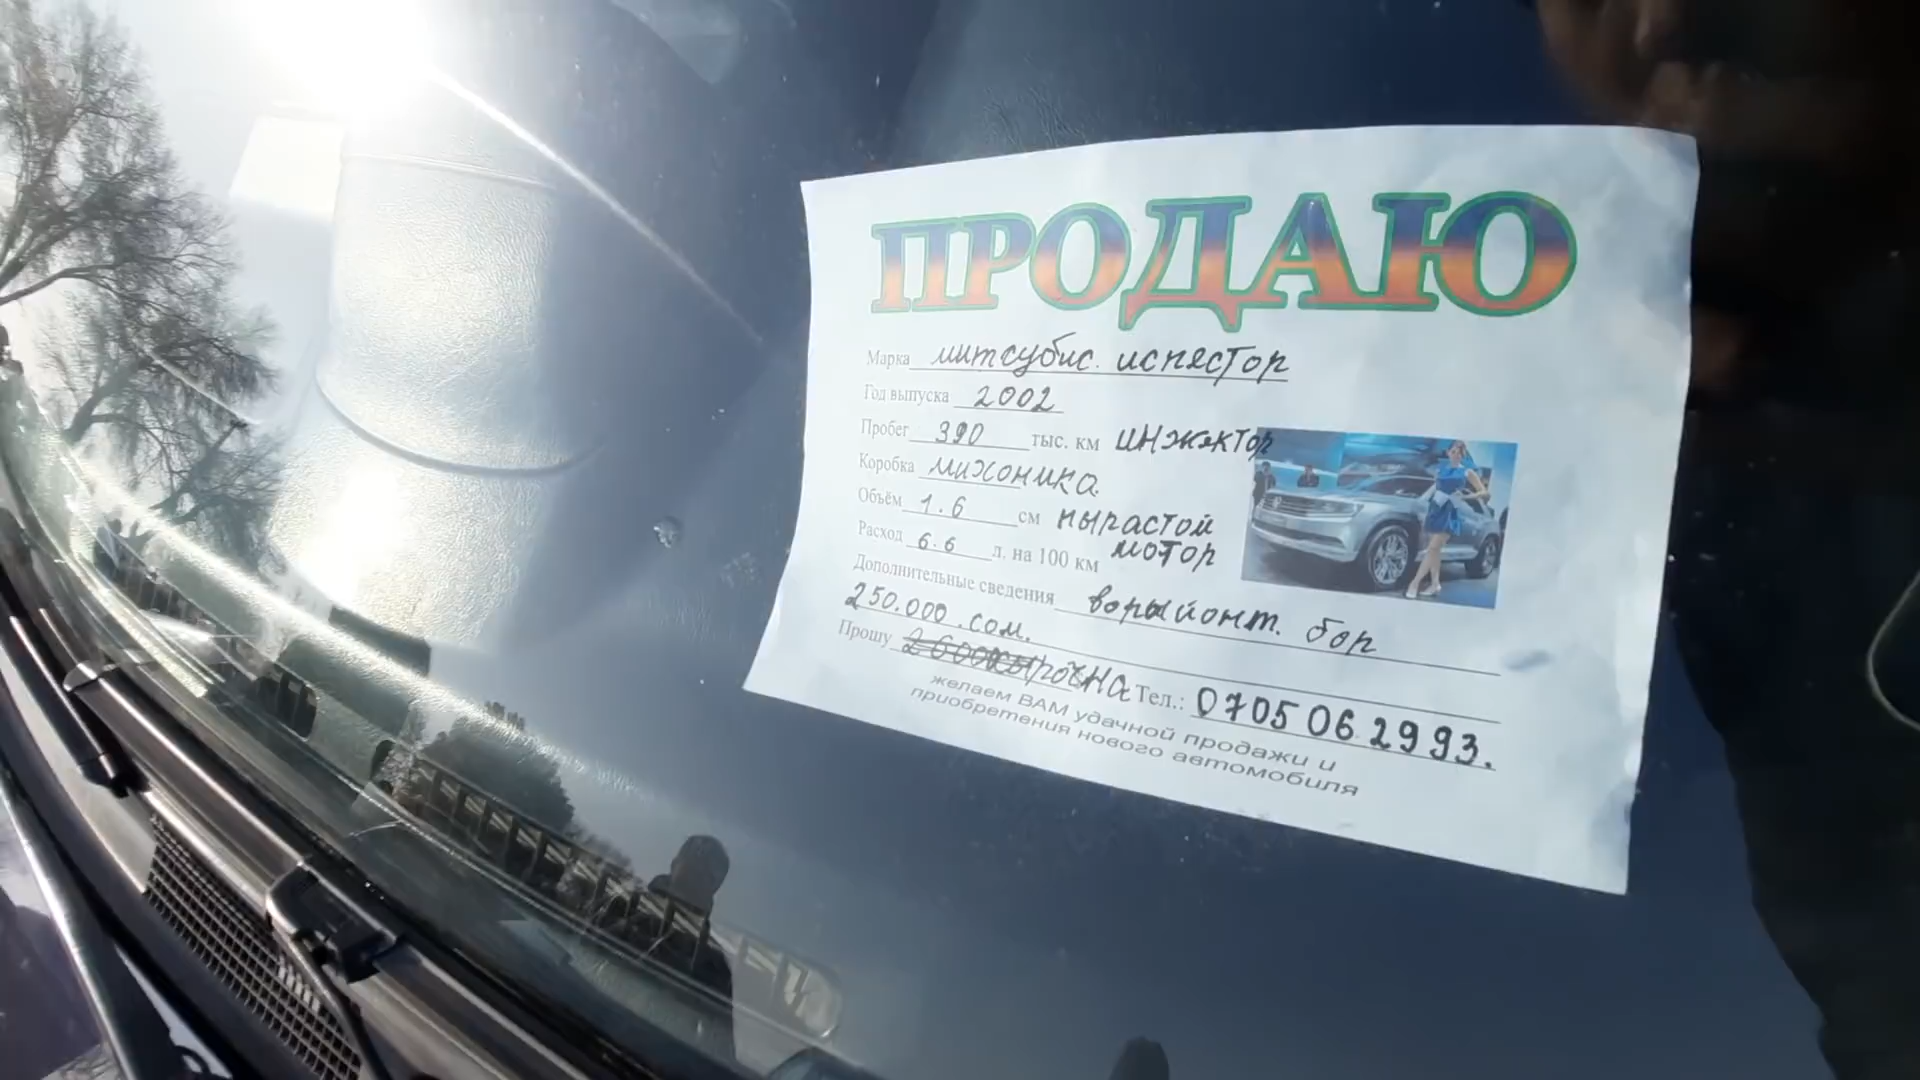 ПРОДАЮ
Марка митсубис. испестор
Год выпуска 2002
Пробег 390 тыс. км инжектор
Коробка михоника.
Объём 1.6 см пырастой
Расход 6.6 л. на 100 км мотор
Дополнительные сведения ворыйонт. бор
250.000 .сом.
Прошу Тел.: 0705 06.2993.
желаем ВАМ удачной продажи и
приобретения нового автомобиля